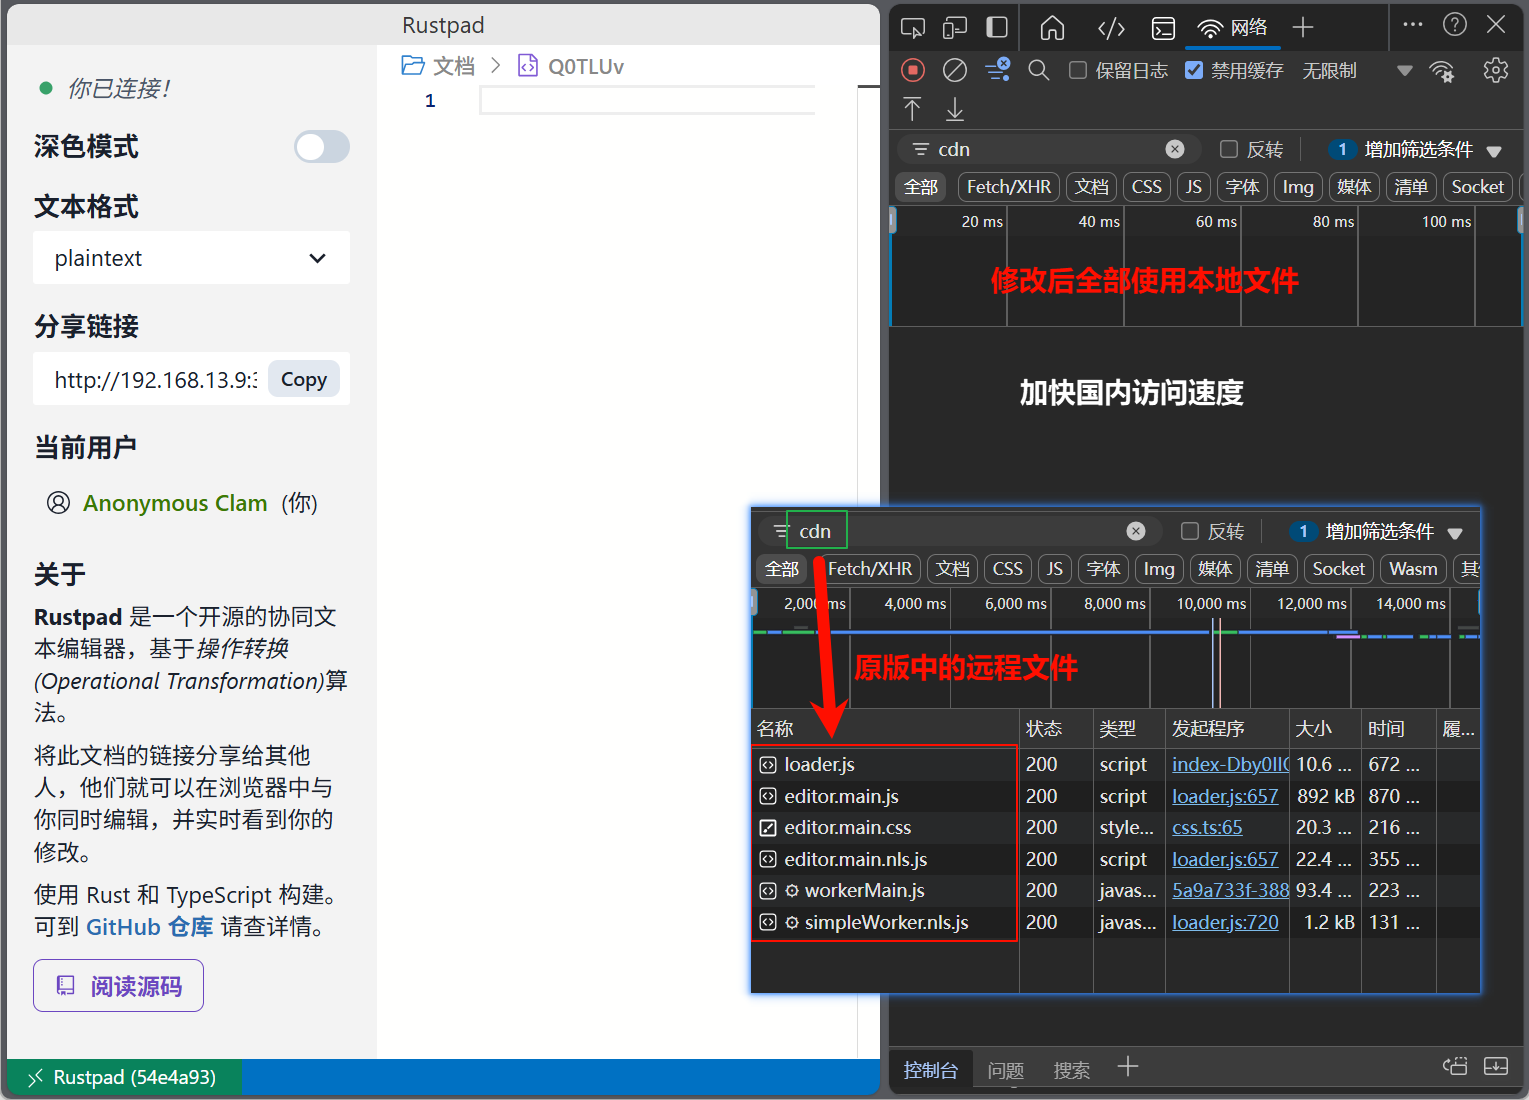 Rustpad
你已连接！
深色模式
文本格式
plaintext
分享链接
http://192.168.13.9:3
Copy
当前用户
Anonymous Clam (你)
关于
Rustpad 是一个开源的协同文
本编辑器，基于操作转换
(Operational Transformation)算
法。
将此文档的链接分享给其他
人，他们就可以在浏览器中与
你同时编辑，并实时看到你的
修改。
使用 Rust 和 TypeScript 构建。
可到 GitHub 仓库 请查详情。
阅读源码
Rustpad (54e4a93)
文档 > Q0TLUv
1
网络
保留日志 禁用缓存 无限制
cdn 反转 1 增加筛选条件
全部 Fetch/XHR 文档 CSS JS 字体 Img 媒体 清单 Socket
20 ms 40 ms 60 ms 80 ms 100 ms
修改后全部使用本地文件
加快国内访问速度
cdn 反转 1 增加筛选条件
全部 Fetch/XHR 文档 CSS JS 字体 Img 媒体 清单 Socket Wasm 其
2,000 ms 4,000 ms 6,000 ms 8,000 ms 10,000 ms 12,000 ms 14,000 ms
原版中的远程文件
名称 状态 类型 发起程序 大小 时间 履...
loader.js 200 script index-Dby0 10.6 ... 672 ...
editor.main.js 200 script loader.js:657 892 kB 870 ...
editor.main.css 200 style... css.ts:65 20.3 ... 216 ...
editor.main.nls.js 200 script loader.js:657 22.4 ... 355 ...
workerMain.js 200 javas... 5a9a733f-388 93.4 ... 223 ...
simpleWorker.nls.js 200 javas... loader.js:720 1.2 kB 131 ...
控制台 问题 搜索